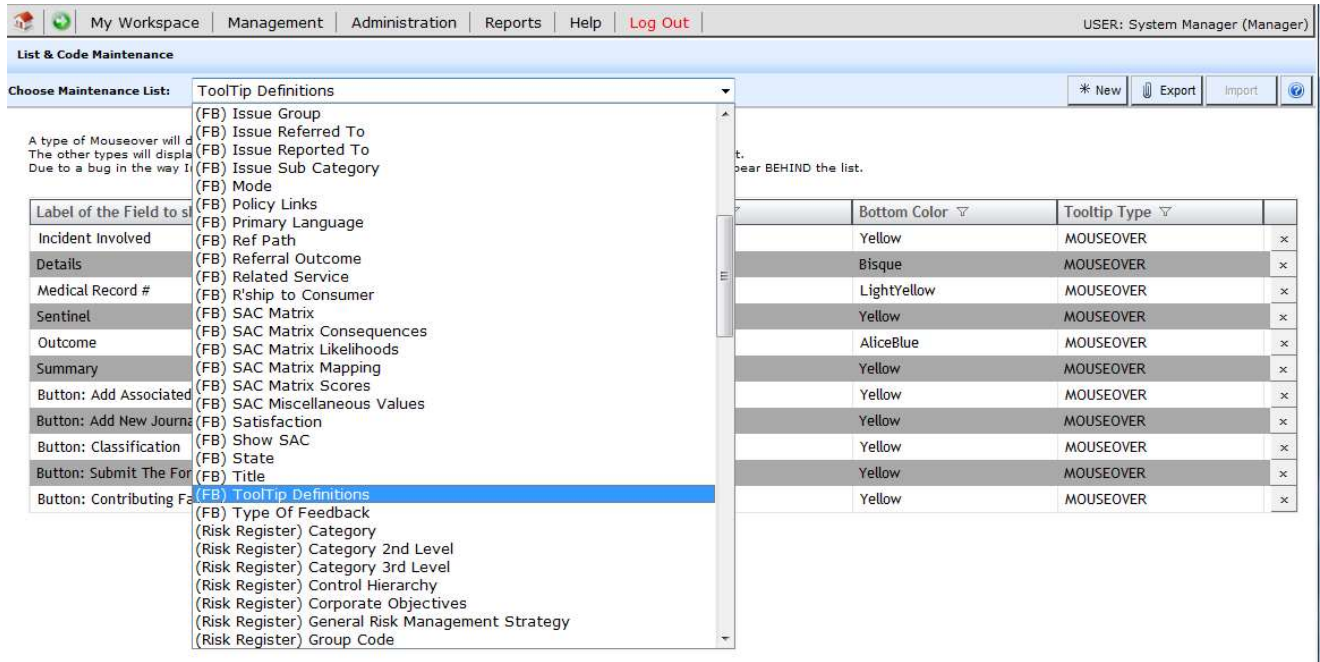 My Workspace Management Administration Reports Help Log Out USER: System Manager (Manager)
List & Code Maintenance
Choose Maintenance List: ToolTip Definitions New Export Import
A type of Mouseover will
The other types will t.
Due to a bug in the way BEHIND the list.
Label of the Field to Bottom Color Tooltip Type
Incident Involved Yellow MOUSEOVER
Details Bisque MOUSEOVER
Medical Record # LightYellow MOUSEOVER
Sentinel Yellow MOUSEOVER
Outcome AliceBlue MOUSEOVER
Summary Yellow MOUSEOVER
Button: Add Associated Yellow MOUSEOVER
Button: Add New Yellow MOUSEOVER
Button: Classification Yellow MOUSEOVER
Button: Submit The Yellow MOUSEOVER
Button: Contributing Yellow MOUSEOVER
(FB) Issue Group
(FB) Issue Referred To
(FB) Issue Reported To
(FB) Issue Sub Category
(FB) Mode
(FB) Policy Links
(FB) Primary Language
(FB) Ref Path
(FB) Referral Outcome
(FB) Related Service
(FB) R'ship to Consumer
(FB) SAC Matrix
(FB) SAC Matrix Consequences
(FB) SAC Matrix Likelihoods
(FB) SAC Matrix Mapping
(FB) SAC Matrix Scores
(FB) SAC Miscellaneous Values
(FB) Satisfaction
(FB) Show SAC
(FB) State
(FB) Title
(FB) ToolTip Definitions
(FB) Type Of Feedback
(Risk Register) Category
(Risk Register) Category 2nd Level
(Risk Register) Category 3rd Level
(Risk Register) Control Hierarchy
(Risk Register) Corporate Objectives
(Risk Register) General Risk Management Strategy
(Risk Register) Group Code